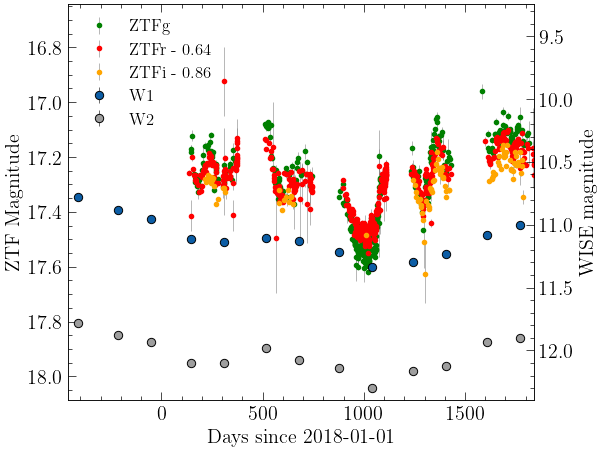 ZTFg
ZTFr - 0.64
ZTFi - 0.86
W1
W2
ZTF Magnitude
16.8
17.0
17.2
17.4
17.6
17.8
18.0
WISE magnitude
9.5
10.0
10.5
11.0
11.5
12.0
0
500
1000
1500
Days since 2018-01-01